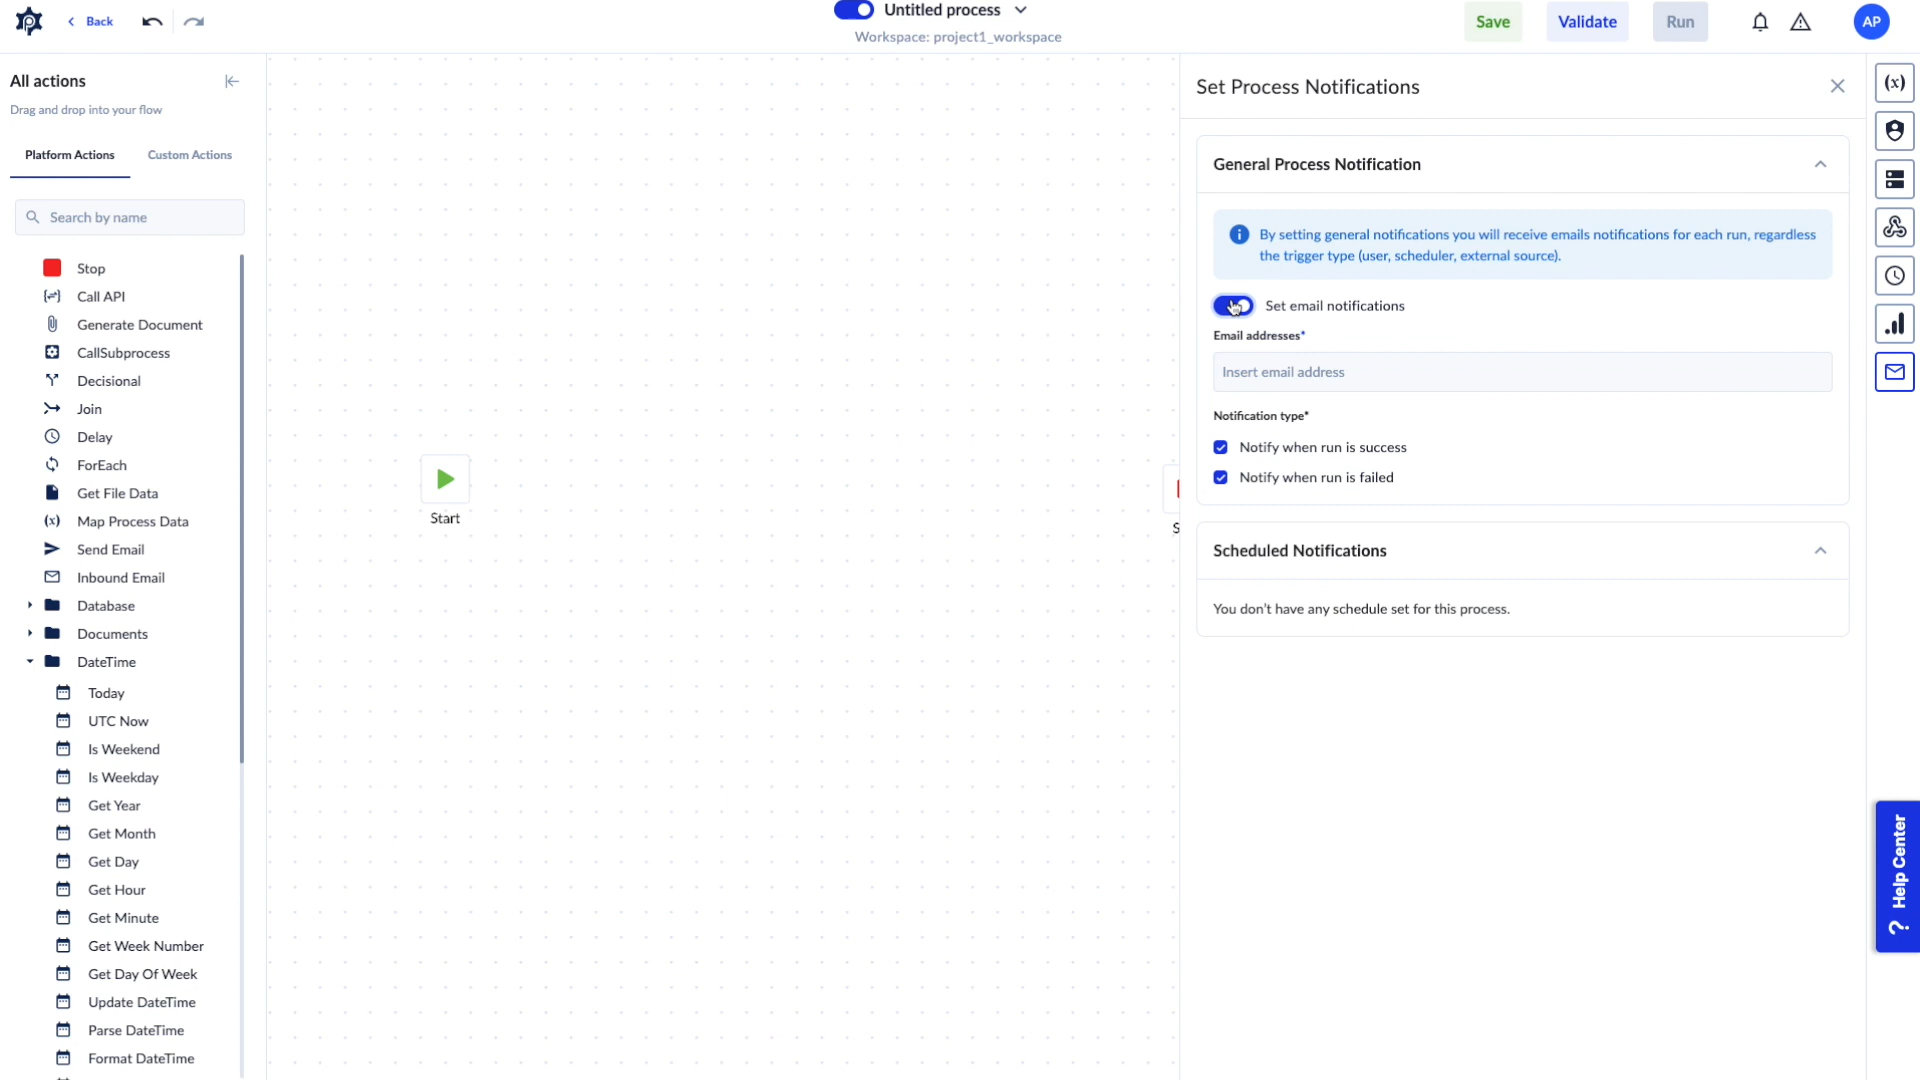 Back
Untitled process
Workspace: project1_workspace
Save
Validate
Run
AP
All actions
Drag and drop into your flow
Platform Actions
Custom Actions
Search by name
Stop
Call API
Generate Document
CallSubprocess
Decisional
Join
Delay
ForEach
Get File Data
(x) Map Process Data
Send Email
Inbound Email
Database
Documents
DateTime
Today
UTC Now
Is Weekend
Is Weekday
Get Year
Get Month
Get Day
Get Hour
Get Minute
Get Week Number
Get Day Of Week
Update DateTime
Parse DateTime
Format DateTime
Start
S
Set Process Notifications
General Process Notification
By setting general notifications you will receive emails notifications for each run, regardless
the trigger type (user, scheduler, external source).
Set email notifications
Email addresses*
Insert email address
Notification type*
Notify when run is success
Notify when run is failed
Scheduled Notifications
You don't have any schedule set for this process.
(x)
? Help Center